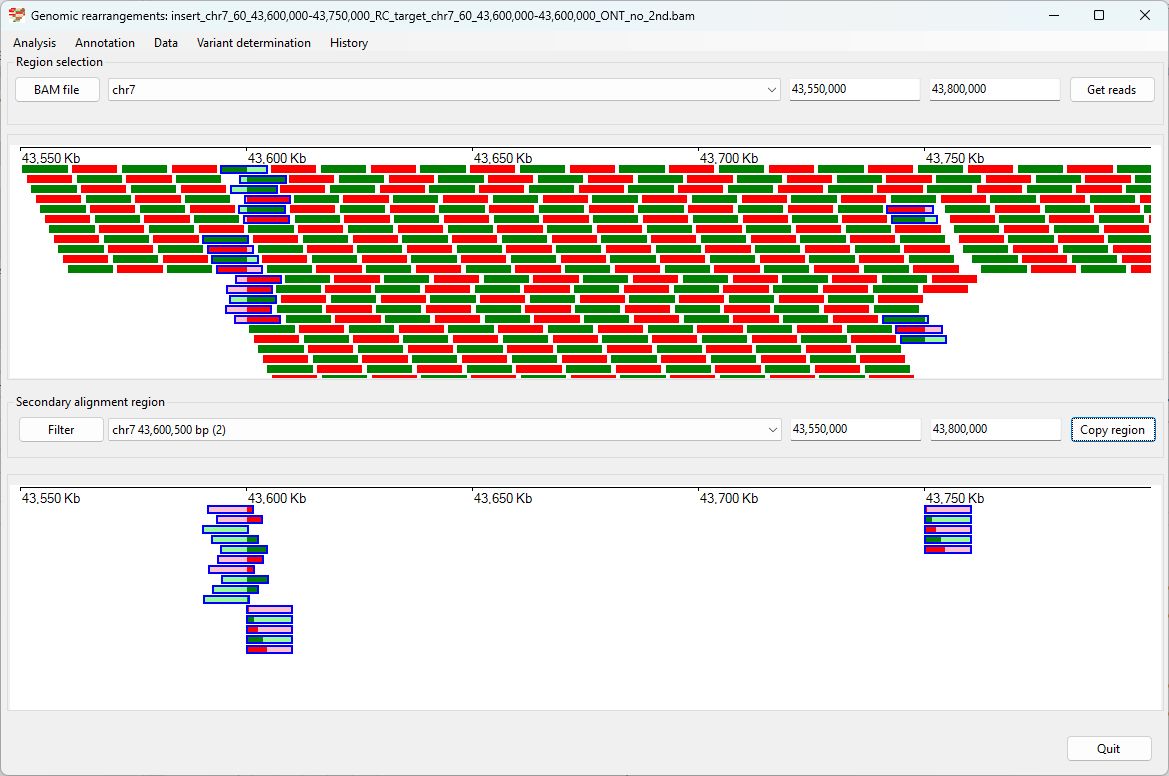 Genomic rearrangements: insert_chr7_60_43,600,000-43,750,000_RC_target_chr7_60_43,600,000-43,600,000_ONT_no_2nd.bam
Analysis Annotation Data Variant determination History
Region selection
BAM file chr7 43,550,000 43,800,000 Get reads
43,550 Kb 43,600 Kb 43,650 Kb 43,700 Kb 43,750 Kb
Secondary alignment region
Filter chr7 43,600,500 bp (2) 43,550,000 43,800,000 Copy region
43,550 Kb 43,600 Kb 43,650 Kb 43,700 Kb 43,750 Kb
Quit